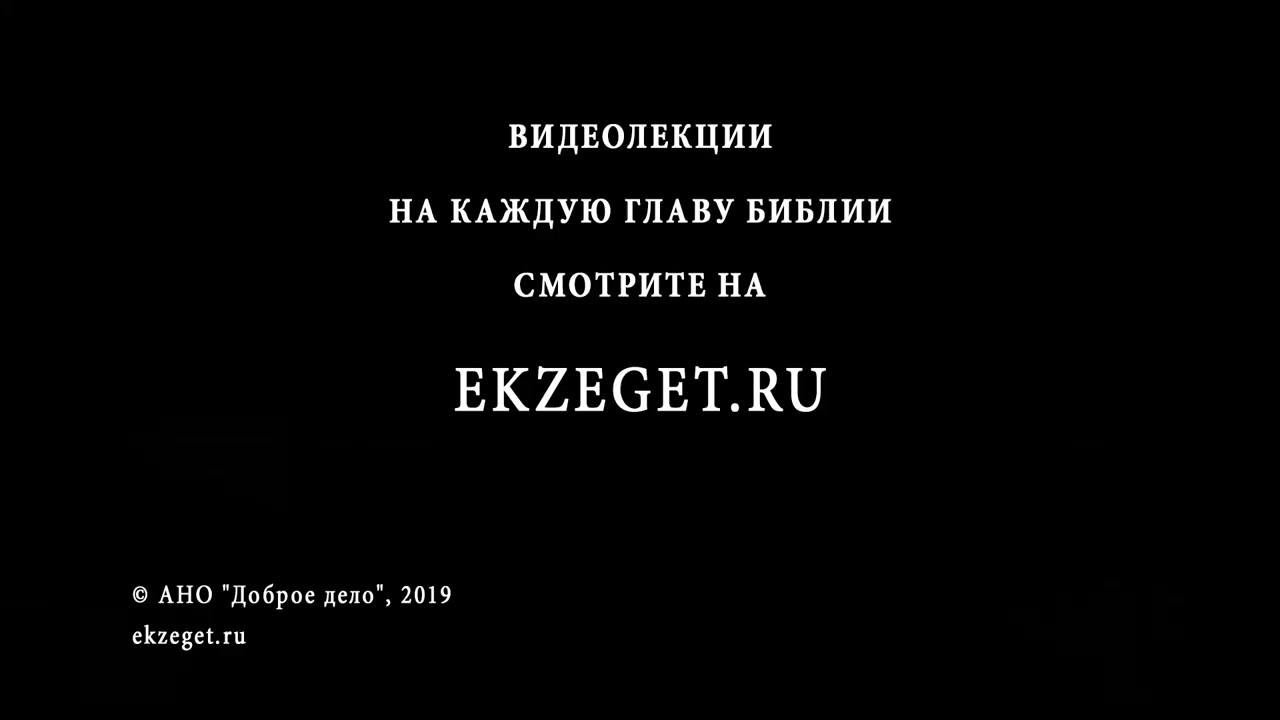 ВИДЕОЛЕКЦИИ
НА КАЖДУЮ ГЛАВУ БИБЛИИ
СМОТРИТЕ НА
EKZEGET.RU
© АНО "Доброе дело", 2019
ekzeget.ru